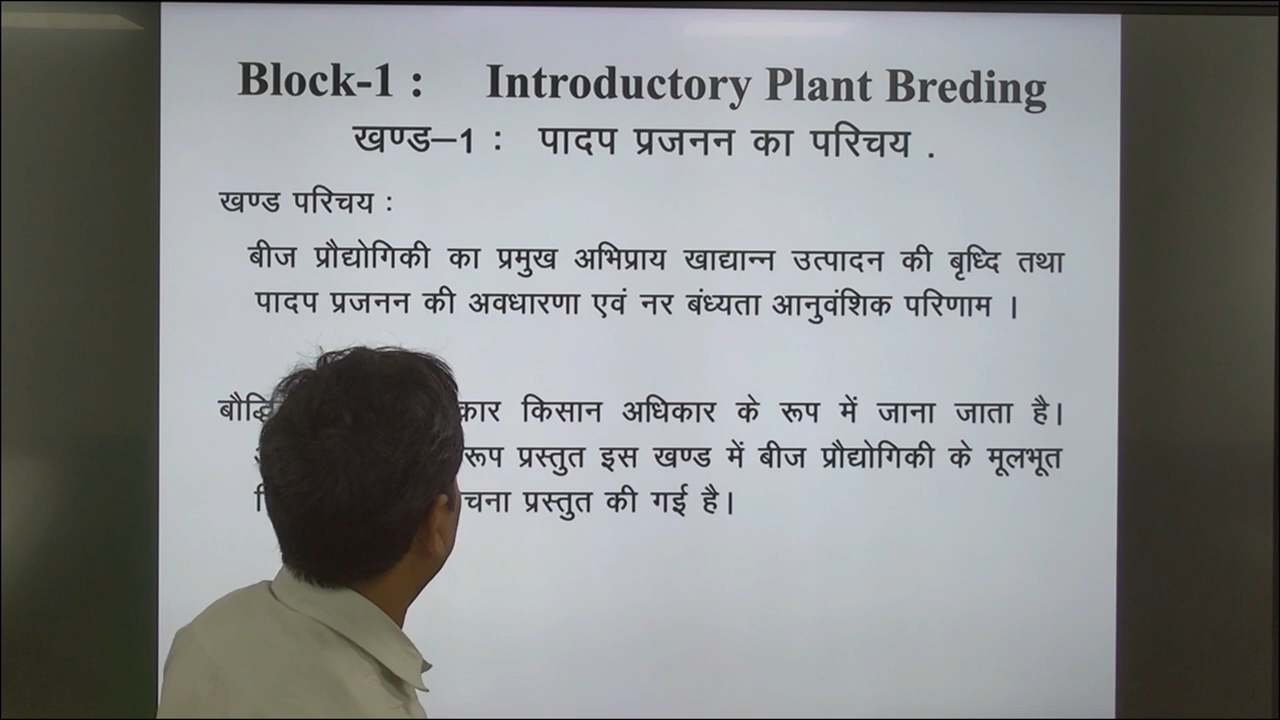 Block-1 : Introductory Plant Breding
खण्ड–1 : पादप प्रजनन का परिचय .
खण्ड परिचय :
बीज प्रौद्योगिकी का प्रमुख अभिप्राय खाद्यान्न उत्पादन की बृध्दि तथा
पादप प्रजनन की अवधारणा एवं नर बंध्यता आनुवंशिक परिणाम ।
किसान अधिकार के रूप में जाना जाता है।
प्रस्तुत इस खण्ड में बीज प्रौद्योगिकी के मूलभूत
प्रस्तुत की गई है।